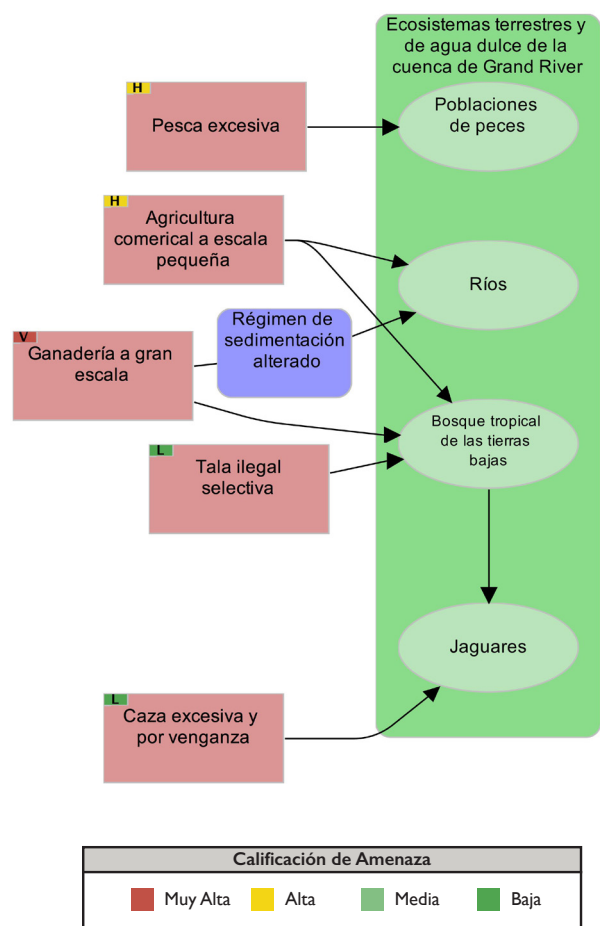 Ecosistemas terrestres y
de agua dulce de la
cuenca de Grand River
H
Pesca excesiva
Poblaciones
de peces
H
Agricultura
comerical a escala
pequeña
Ríos
Régimen de
sedimentación
alterado
V
Ganadería a gran
escala
Bosque tropical
de las tierras
bajas
L
Tala ilegal
selectiva
Jaguares
L
Caza excesiva y
por venganza
Calificación de Amenaza
Muy Alta Alta Media Baja